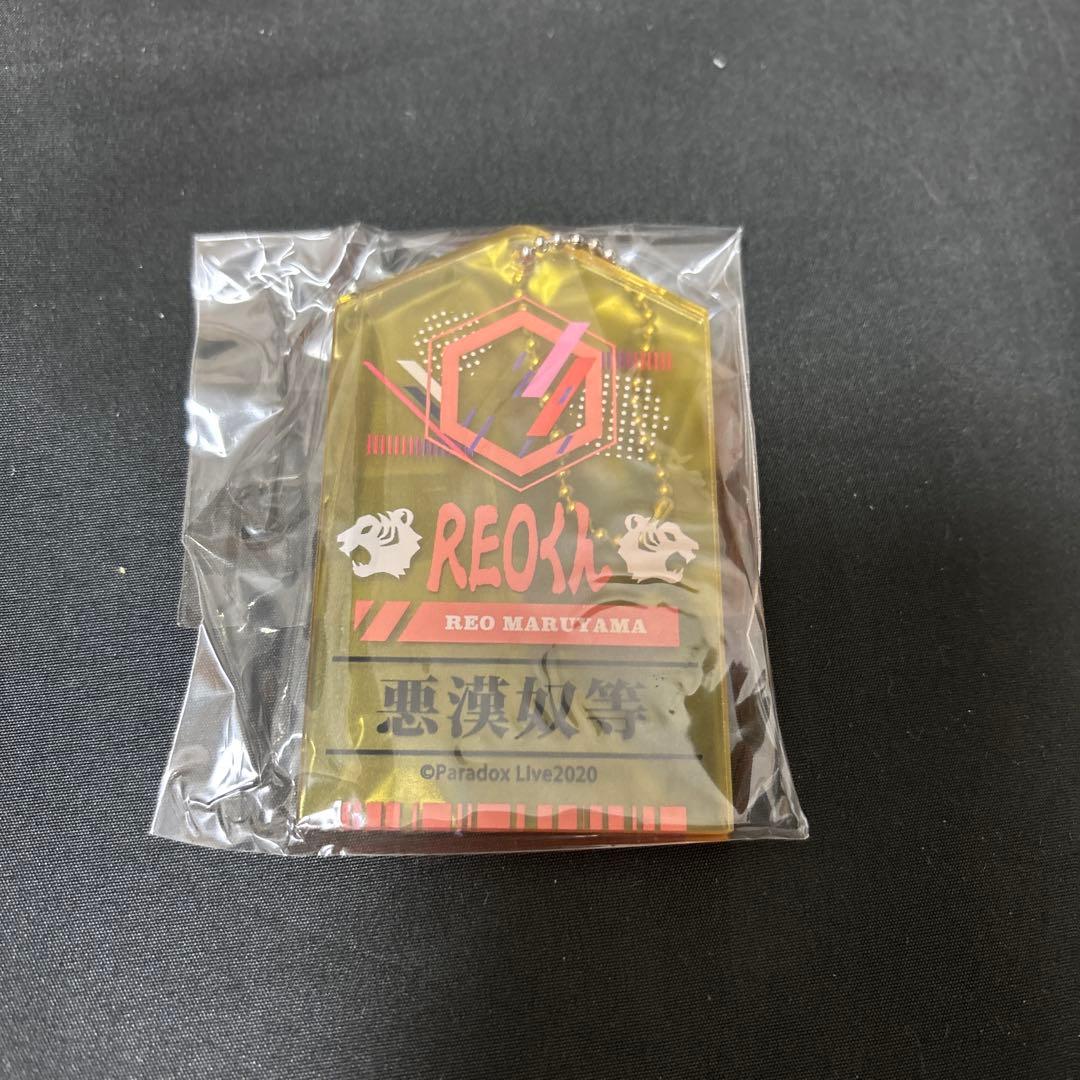 REOくん
REO MARUYAMA
悪漢奴等
©Paradox LIve2020